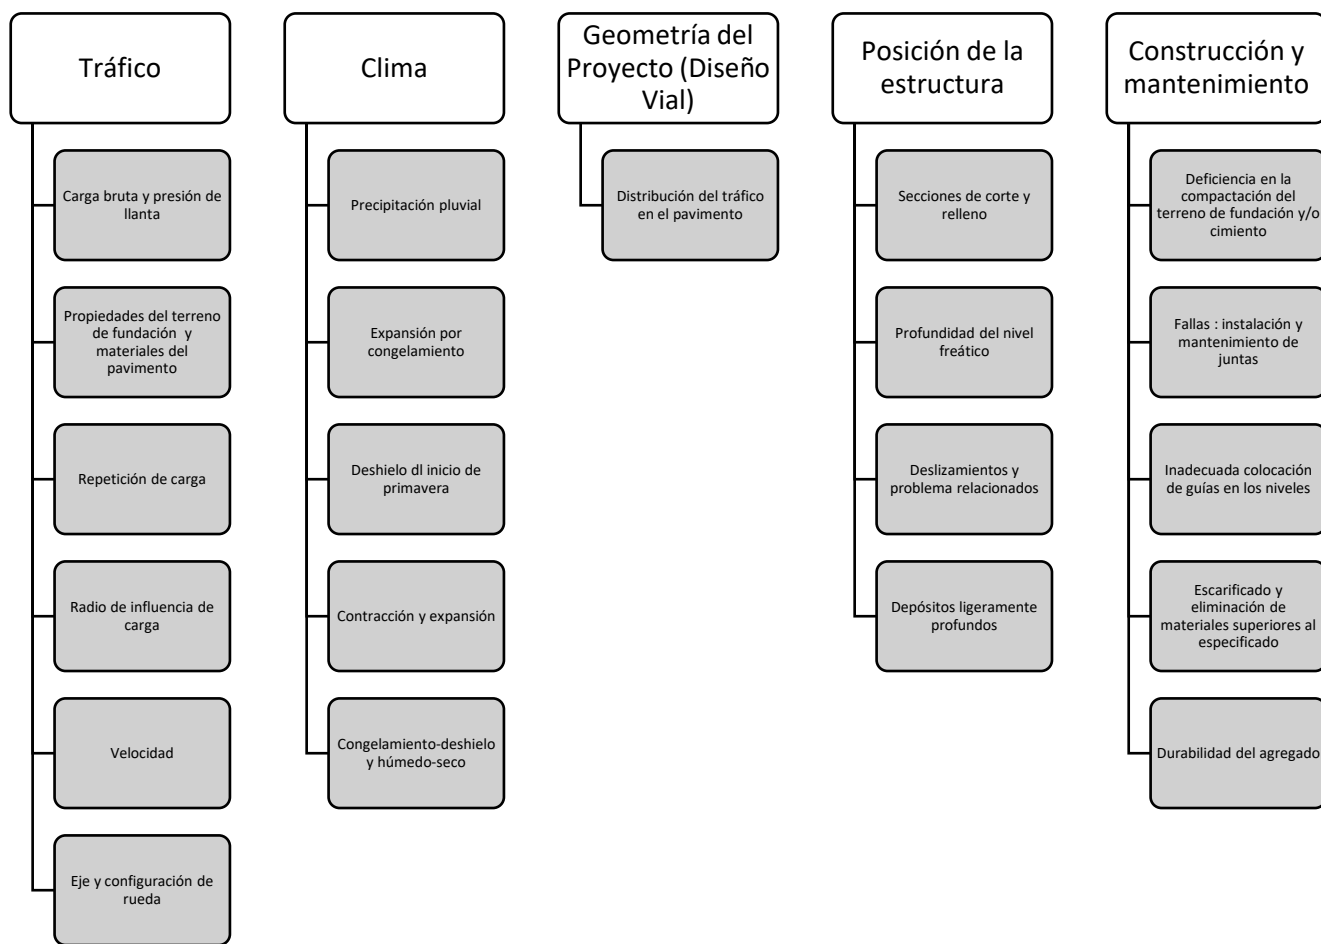 Tráfico
Carga bruta y presión de
llanta
Propiedades del terreno
de fundación y
materiales del
pavimento
Repetición de carga
Radio de influencia de
carga
Velocidad
Eje y configuración de
rueda
Clima
Precipitación pluvial
Expansión por
congelamiento
Deshielo dl inicio de
primavera
Contracción y expansión
Congelamiento-deshielo
y húmedo-seco
Geometría del
Proyecto (Diseño
Vial)
Distribución del tráfico
en el pavimento
Posición de la
estructura
Secciones de corte y
relleno
Profundidad del nivel
freático
Deslizamientos y
problema relacionados
Depósitos ligeramente
profundos
Construcción y
mantenimiento
Deficiencia en la
compactación del
terreno de fundación y/o
cimiento
Fallas : instalación y
mantenimiento de
juntas
Inadecuada colocación
de guías en los niveles
Escarificado y
eliminación de
materiales superiores al
especificado
Durabilidad del agregado